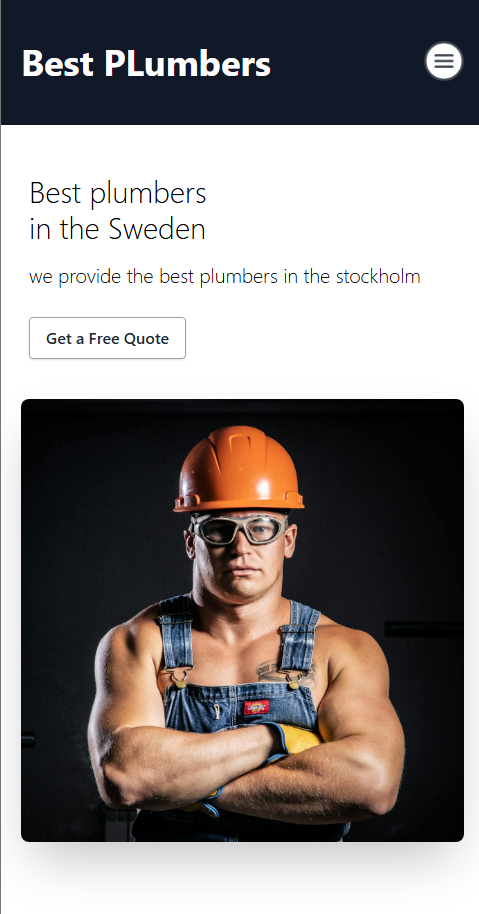 Best PLumbers
Best plumbers
in the Sweden
we provide the best plumbers in the stockholm
Get a Free Quote